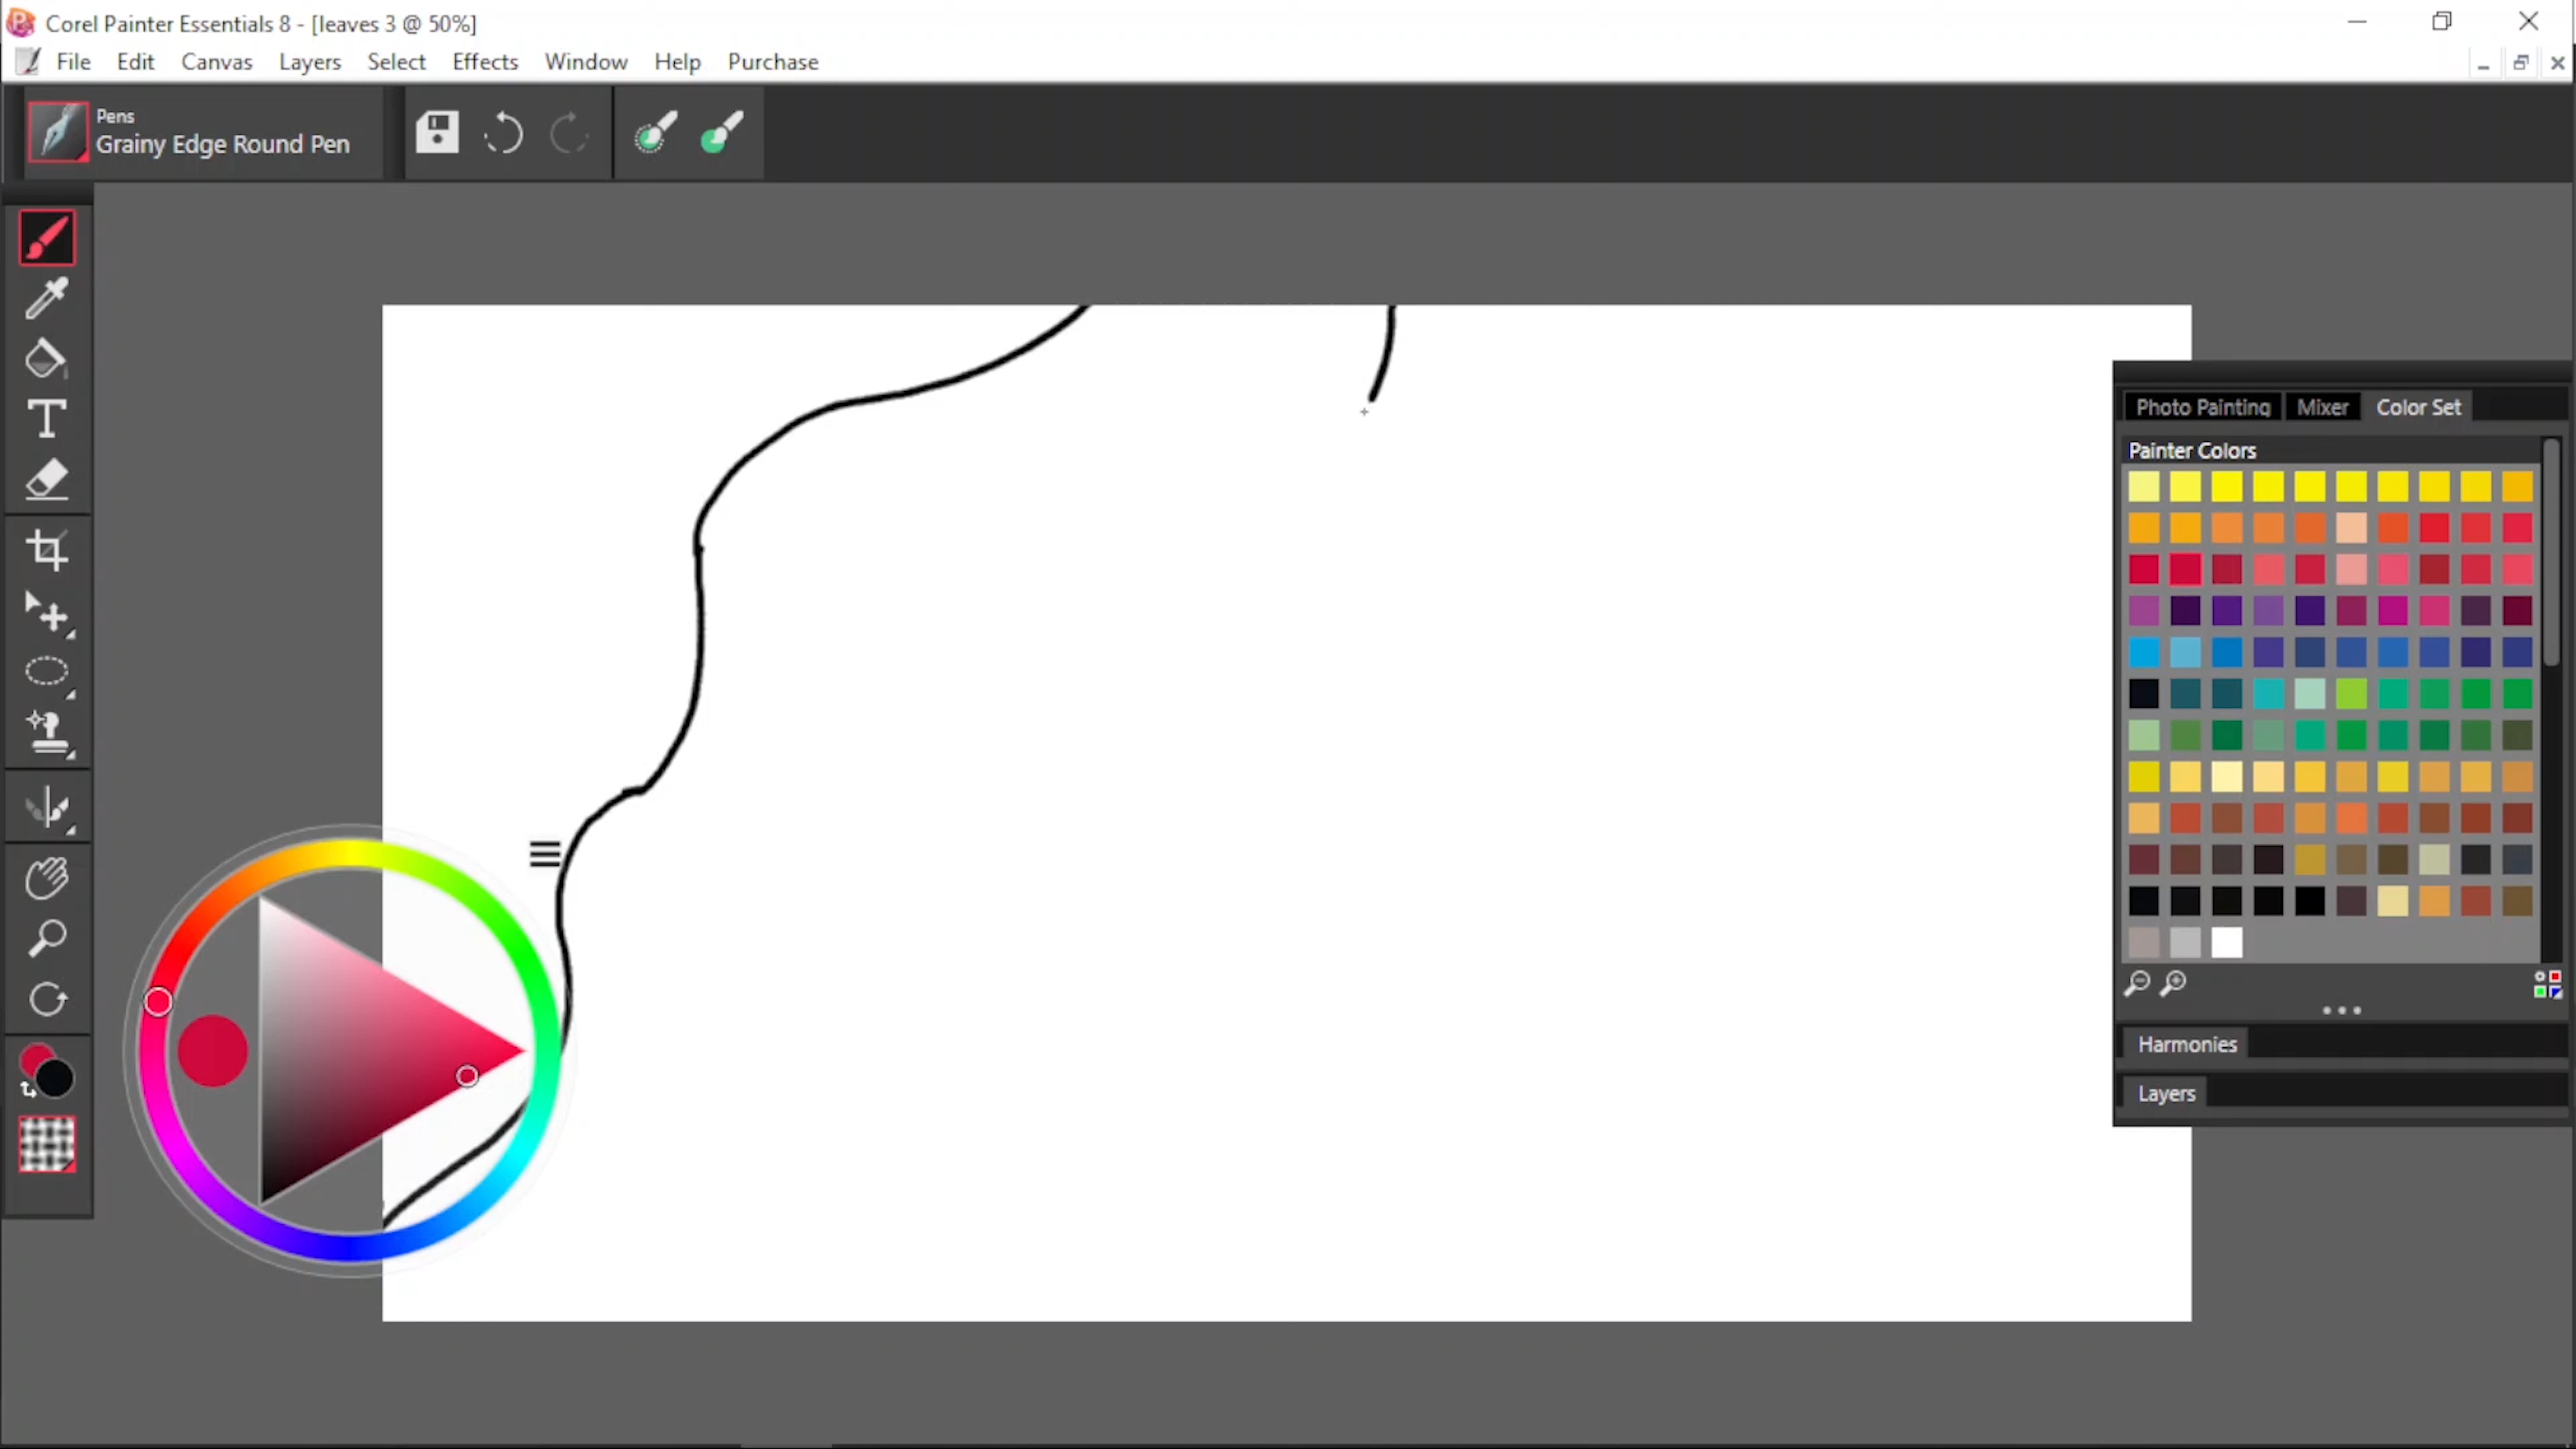 Corel Painter Essentials 8 - [leaves 3 @ 50%]
File Edit Canvas Layers Select Effects Window Help Purchase
Pens
Grainy Edge Round Pen
Photo Painting Mixer Color Set
Painter Colors
Harmonies
Layers